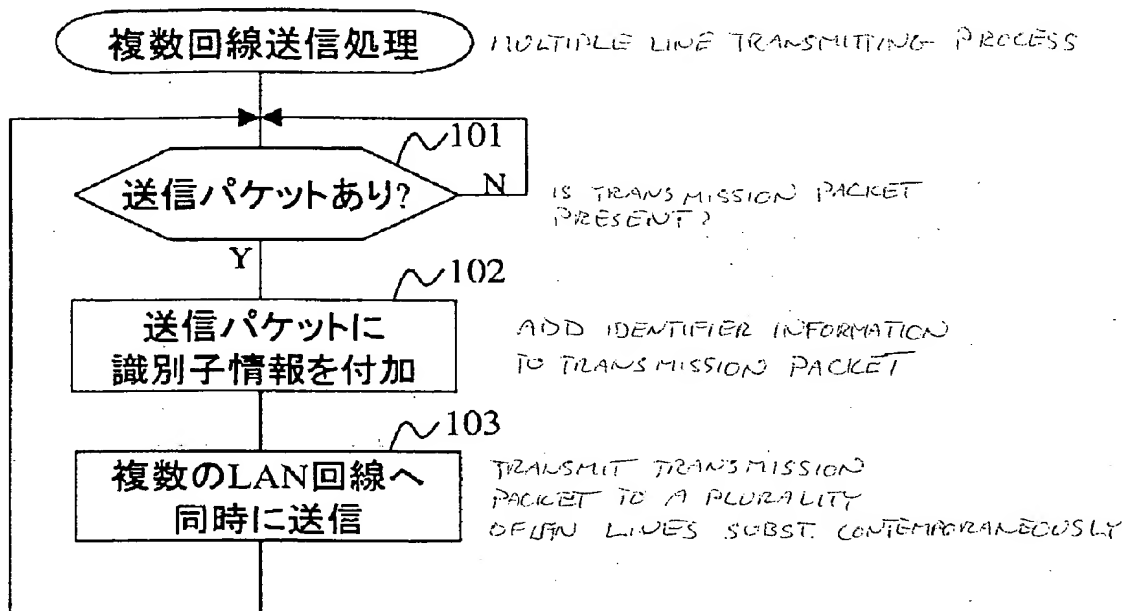 複数回線送信処理
MULTIPLE LINE TRANSMITTING PROCESS
101
送信パケットあり?
N
IS TRANSMISSION PACKET
PRESENT?
Y
102
送信パケットに
識別子情報を付加
ADD IDENTIFIER INFORMATION
TO TRANSMISSION PACKET
103
複数のLAN回線へ
同時に送信
TRANSMIT TRANSMISSION
PACKET TO A PLURALITY
OF LAN LINES SUBST. CONTEMPORANEOUSLY